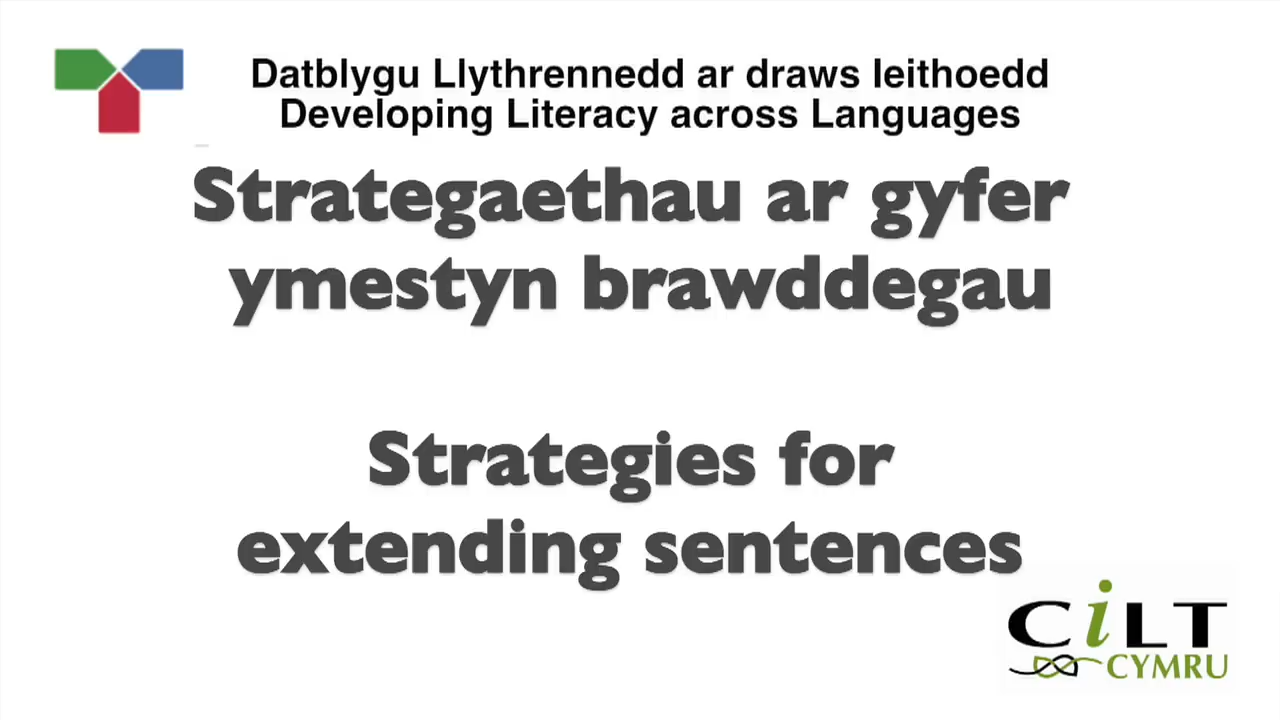 Datblygu Llythrennedd ar draws Ieithoedd
Developing Literacy across Languages
Strategaethau ar gyfer
ymestyn brawddegau
Strategies for
extending sentences
CiLT
CYMRU